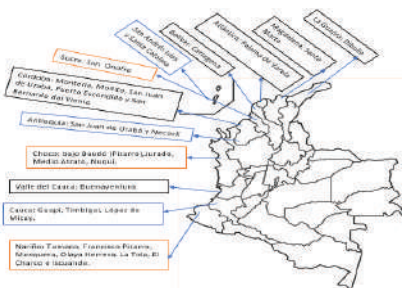 San Andrés Islas
y Santa Catalina
Bolívar: Cartagena
Atlántico: Palmar de Varela
Magdalena: Santa
Marta
La Guajira: Dibulla
Sucre: San Onofre
Córdoba: Montería, Moñito, San Juan
de Urabá, Puerto Escondido y San
Bernardo del Viento
Antioquia: San Juan de Urabá y Necoclí
Choco: bajo Baudó (Pizarro),Jurado,
Medio Atrato, Nuquí.
Valle del Cauca: Buenaventura
Cauca: Guapi, Timbiquí, López de
Micay.
Nariño: Tumaco, Francisco Pizarro,
Mosquera, Olaya Herrera, La Tola, El
Charco e Iscuandé.